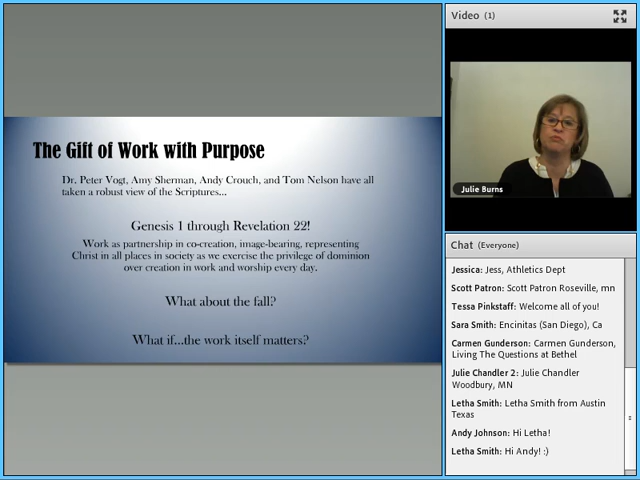 The Gift of Work with Purpose
Dr. Peter Vogt, Amy Sherman, Andy Crouch, and Tom Nelson have all
taken a robust view of the Scriptures...
Genesis 1 through Revelation 22!
Work as partnership in co-creation, image-bearing, representing
Christ in all places in society as we exercise the privilege of dominion
over creation in work and worship every day.
What about the fall?
What if...the work itself matters?
Video (1)
Julie Burns
Chat (Everyone)
Jessica: Jess, Athletics Dept
Scott Patron: Scott Patron Roseville, mn
Tessa Pinkstaff: Welcome all of you!
Sara Smith: Encinitas (San Diego), Ca
Carmen Gunderson: Carmen Gunderson,
Living The Questions at Bethel
Julie Chandler 2: Julie Chandler
Woodbury, MN
Letha Smith: Letha Smith from Austin
Texas
Andy Johnson: Hi Letha!
Letha Smith: Hi Andy! :)